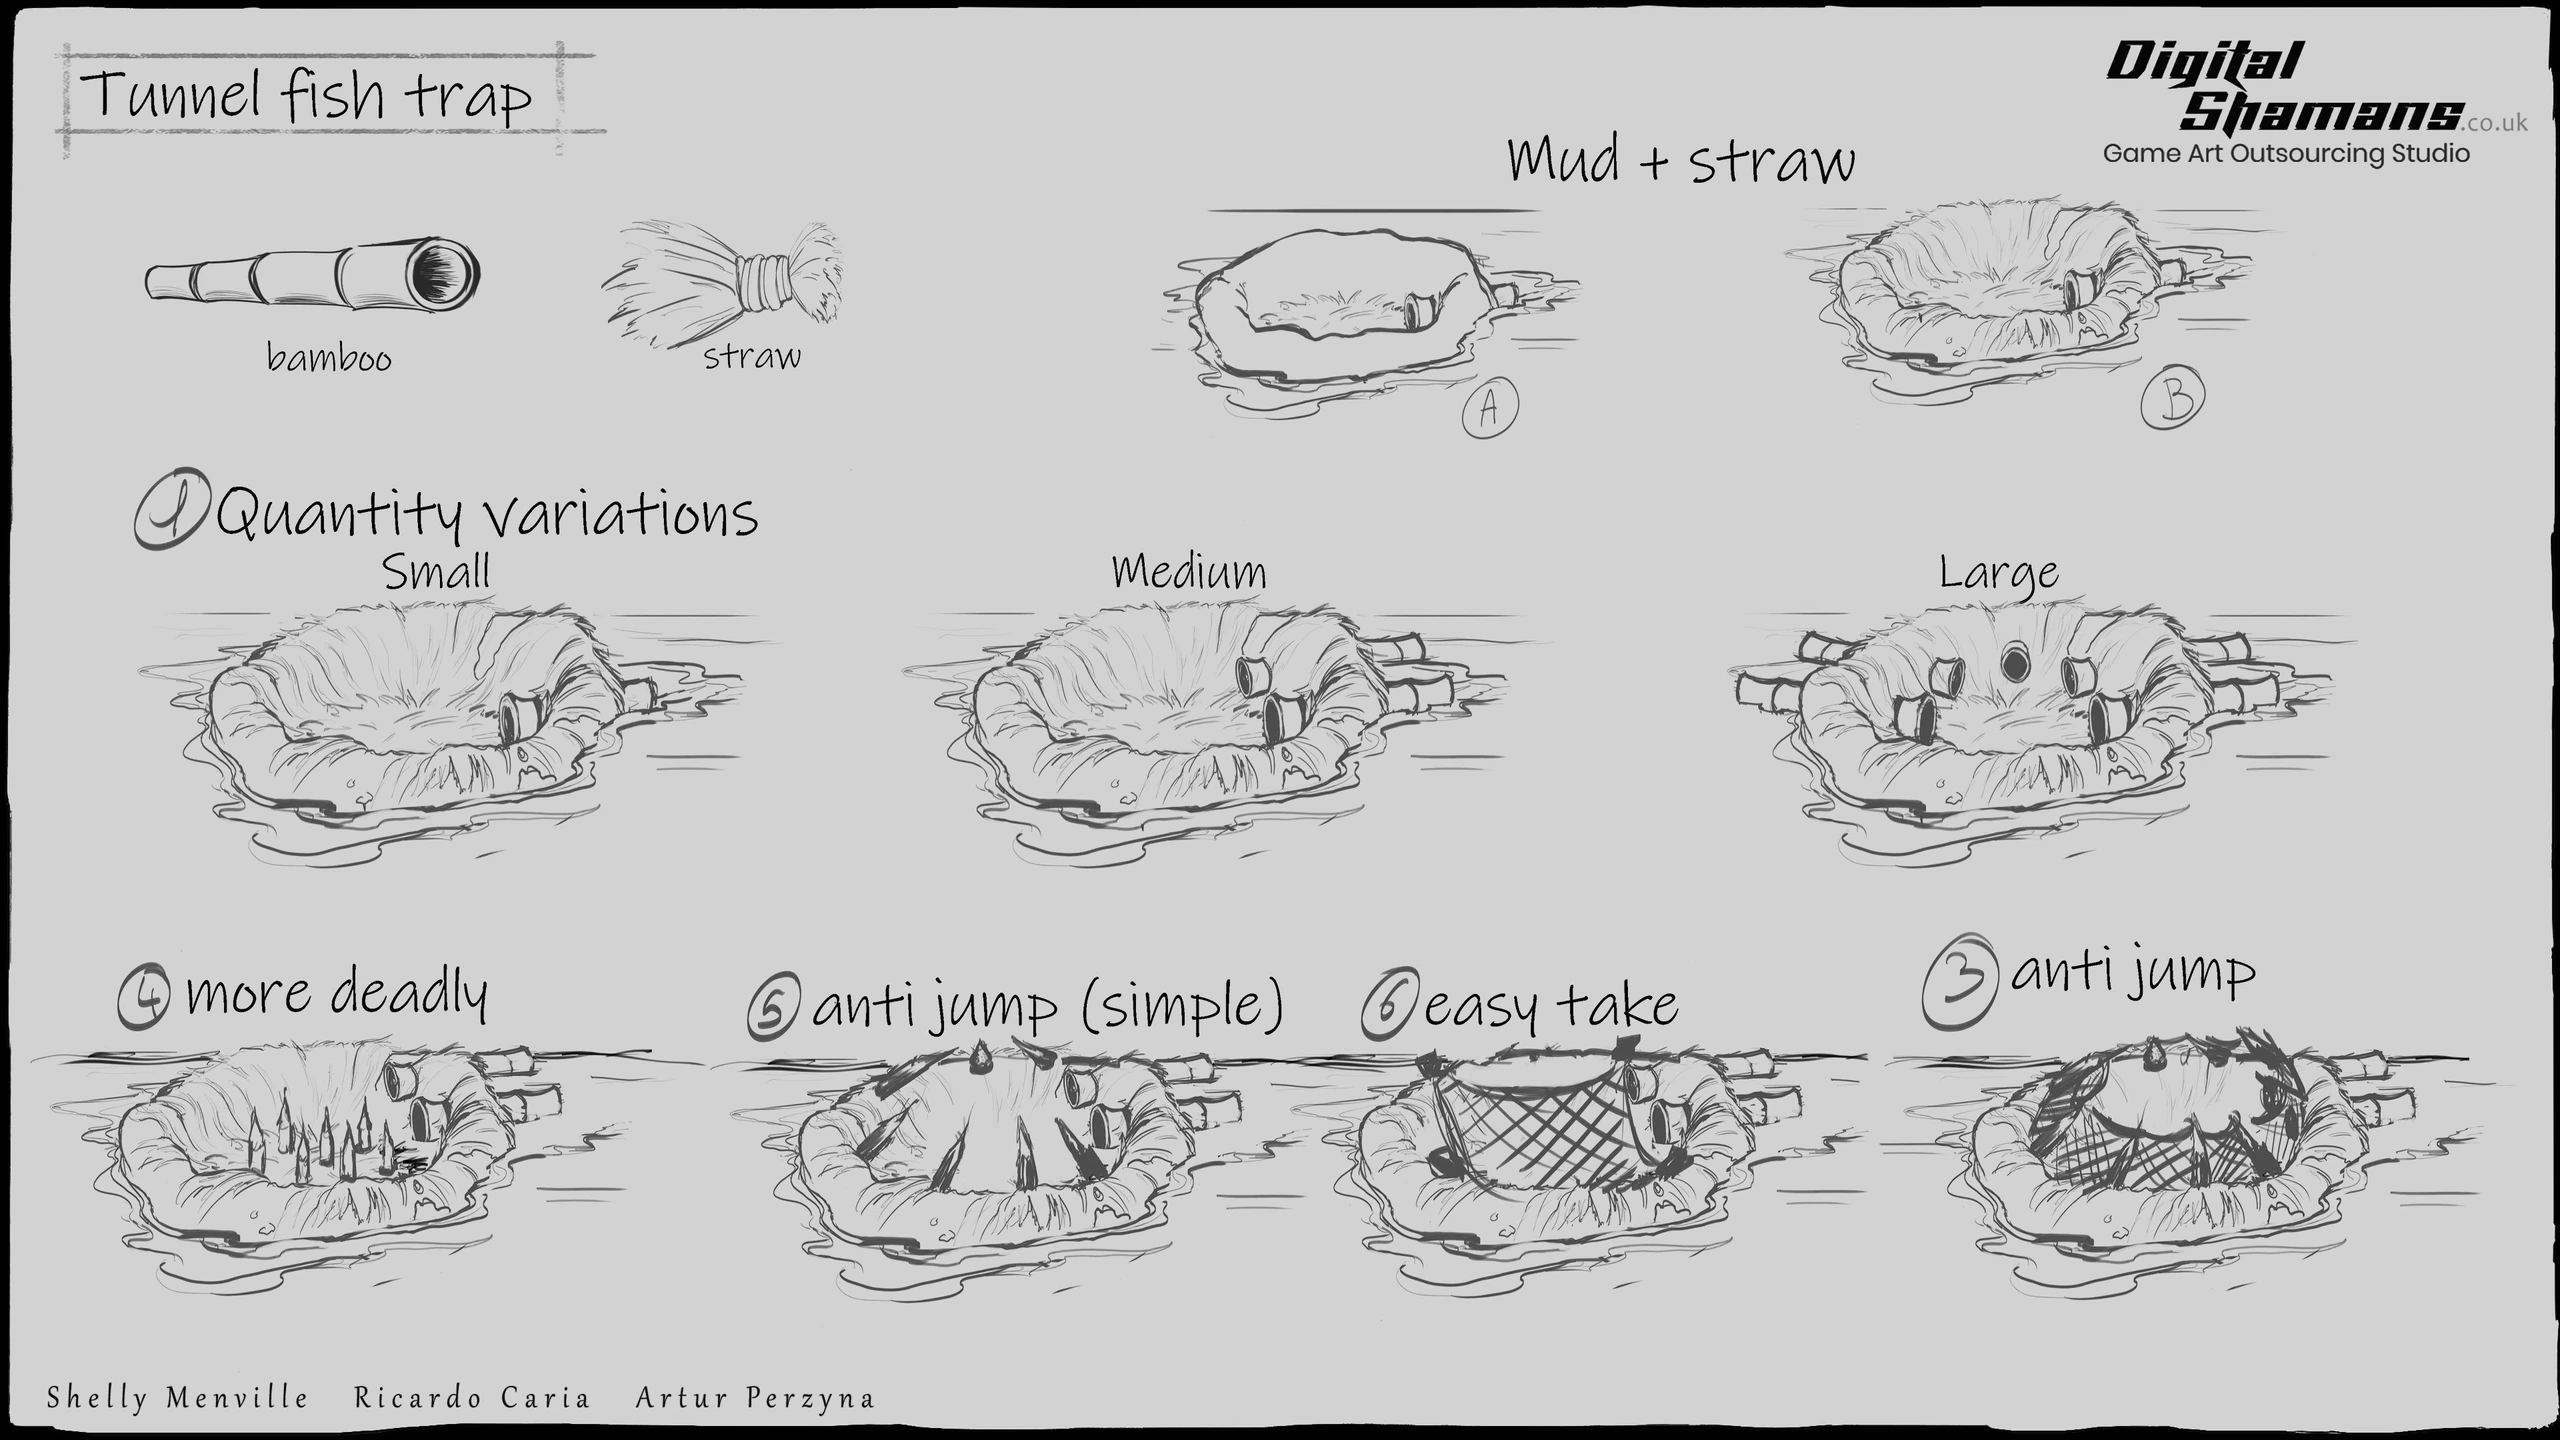 Tunnel fish trap
Digital
Shamans.co.uk
Game Art Outsourcing Studio
Mud + straw
bamboo
straw
A
B
1 Quantity variations
Small
Medium
Large
4 more deadly
5 anti jump (simple)
6 easy take
3 anti jump
Shelly Menville Ricardo Caria Artur Perzyna